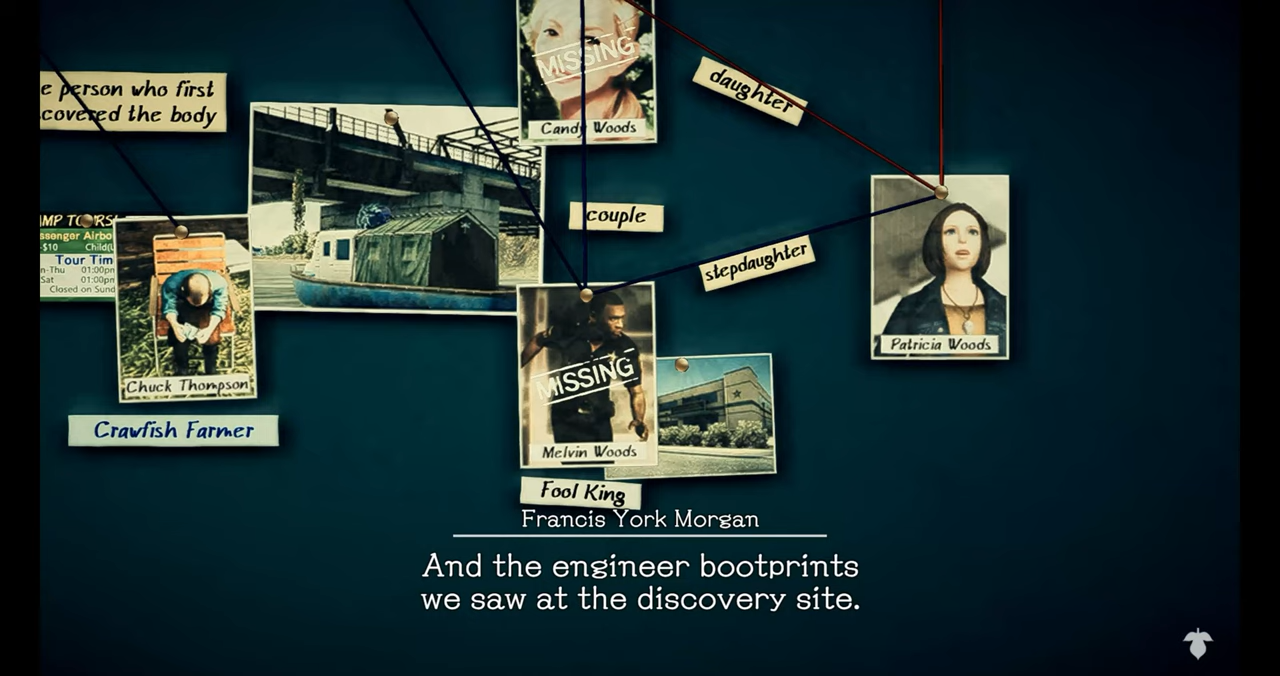 MISSING
Candy Woods
daughter
e person who first
covered the body
couple
stepdaughter
MP TOURS
ssenger Airbo
-$10 Child(
Tour Tim
n-Thu 01:00pn
Sat 01:00pn
Closed on Sund
Chuck Thompson
Crawfish Farmer
MISSING
Melvin Woods
Fool King
Patricia Woods
Francis York Morgan
And the engineer bootprints
we saw at the discovery site.